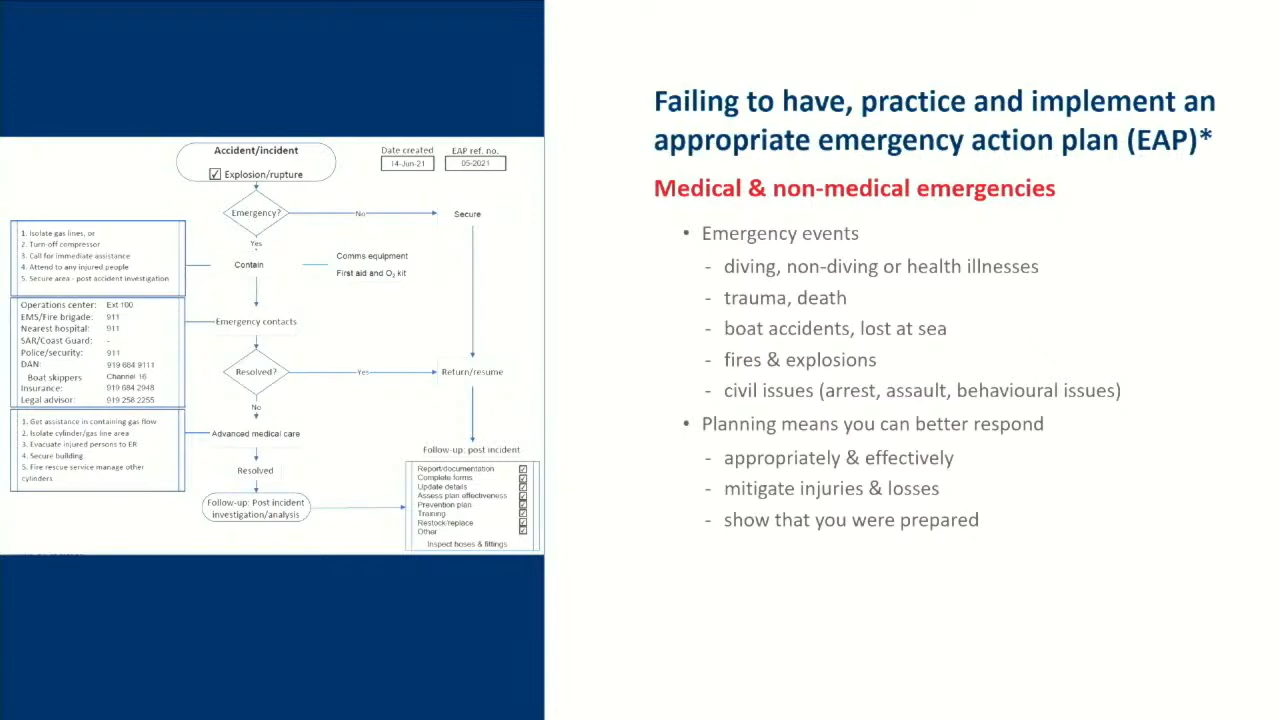 Accident/incident
Explosion/rupture
Date created
14-Jun-21
EAP ref. no.
05-2021
Emergency?
No
Secure
Yes
Contain
Comms equipment
First aid and O2 kit
1. Isolate gas lines, or
2. Turn off compressor
3. Call for immediate assistance
4. Attend to any injured people
5. Secure area - post accident investigation
Operations center: Ext 100
EMS/Fire brigade: 911
Nearest hospital: 911
SAR/Coast Guard: -
Police/security: 911
DAN: 919 684 9111
Boat skippers Channel 16
Insurance: 919 684 2948
Legal advisor: 919 258 2255
Emergency contacts
Resolved?
Yes
Return/resume
No
1. Get assistance in containing gas flow
2. Isolate cylinder/gas line area
3. Evacuate injured persons to ER
4. Secure building
5. Fire rescue service manage other
cylinders
Advanced medical care
Resolved
Follow-up: Post incident
investigation/analysis
Follow-up: post incident
Report/documentation
Complete forms
Update details
Assess plan effectiveness
Prevention plan
Training
Restock/replace
Other
Inspect hoses & fittings
Failing to have, practice and implement an
appropriate emergency action plan (EAP)*
Medical & non-medical emergencies
• Emergency events
- diving, non-diving or health illnesses
- trauma, death
- boat accidents, lost at sea
- fires & explosions
- civil issues (arrest, assault, behavioural issues)
• Planning means you can better respond
- appropriately & effectively
- mitigate injuries & losses
- show that you were prepared